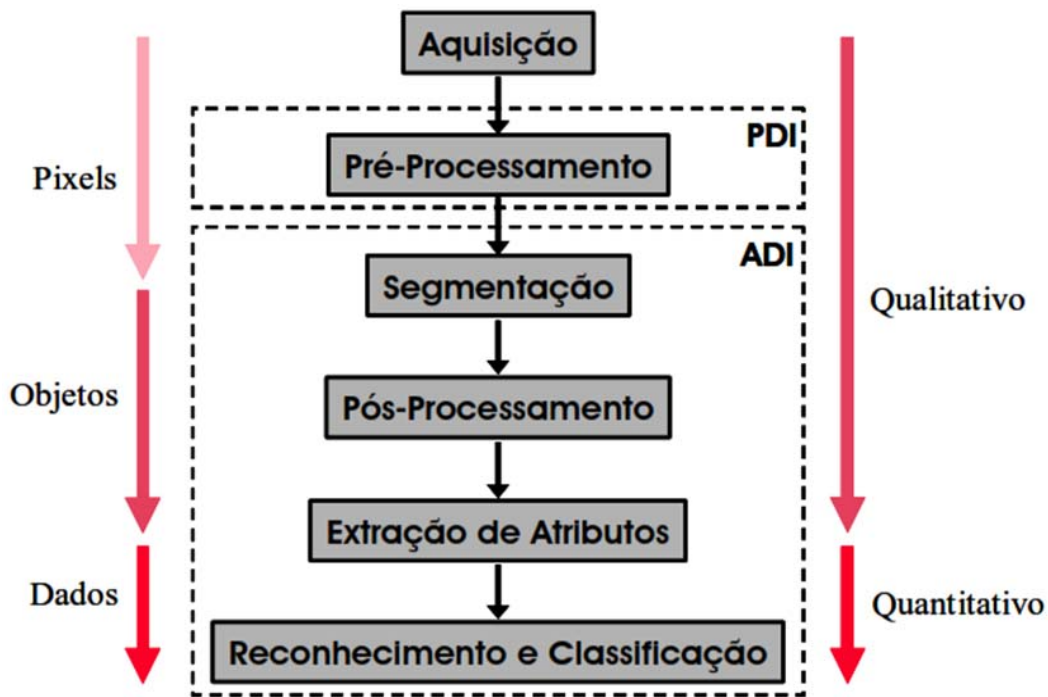 Aquisição
PDI
Pré-Processamento
Pixels
ADI
Segmentação
Qualitativo
Objetos
Pós-Processamento
Extração de Atributos
Dados
Quantitativo
Reconhecimento e Classificação